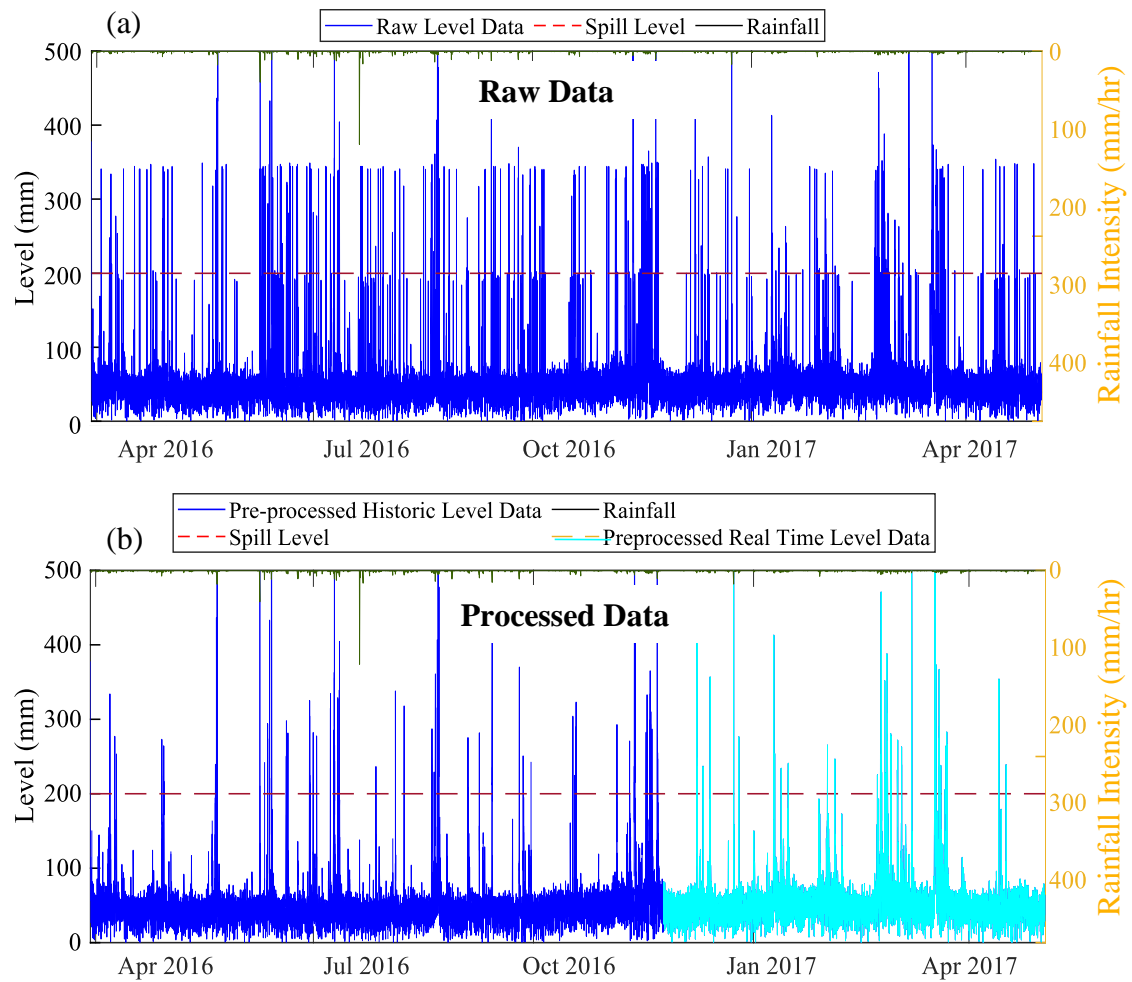 (a)
Raw Level Data Spill Level Rainfall
Raw Data
500
400
300
200
100
0
Level (mm)
0
100
200
300
400
Rainfall Intensity (mm/hr)
Apr 2016 Jul 2016 Oct 2016 Jan 2017 Apr 2017
(b)
Pre-processed Historic Level Data Rainfall
Spill Level Preprocessed Real Time Level Data
Processed Data
500
400
300
200
100
0
Level (mm)
0
100
200
300
400
Rainfall Intensity (mm/hr)
Apr 2016 Jul 2016 Oct 2016 Jan 2017 Apr 2017